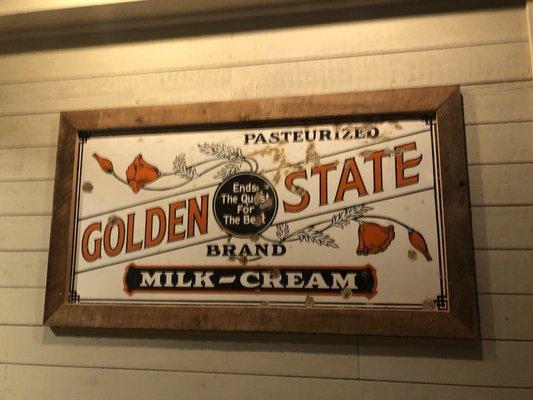 PASTEURIZED
GOLDEN STATE
Ends
The Quest
For
The Best
BRAND
MILK-CREAM